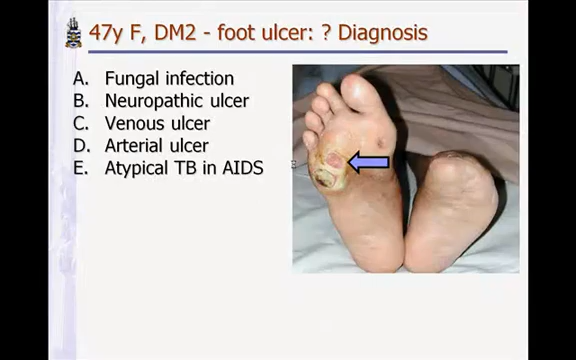 47y F, DM2 - foot ulcer: ? Diagnosis
A. Fungal infection
B. Neuropathic ulcer
C. Venous ulcer
D. Arterial ulcer
E. Atypical TB in AIDS